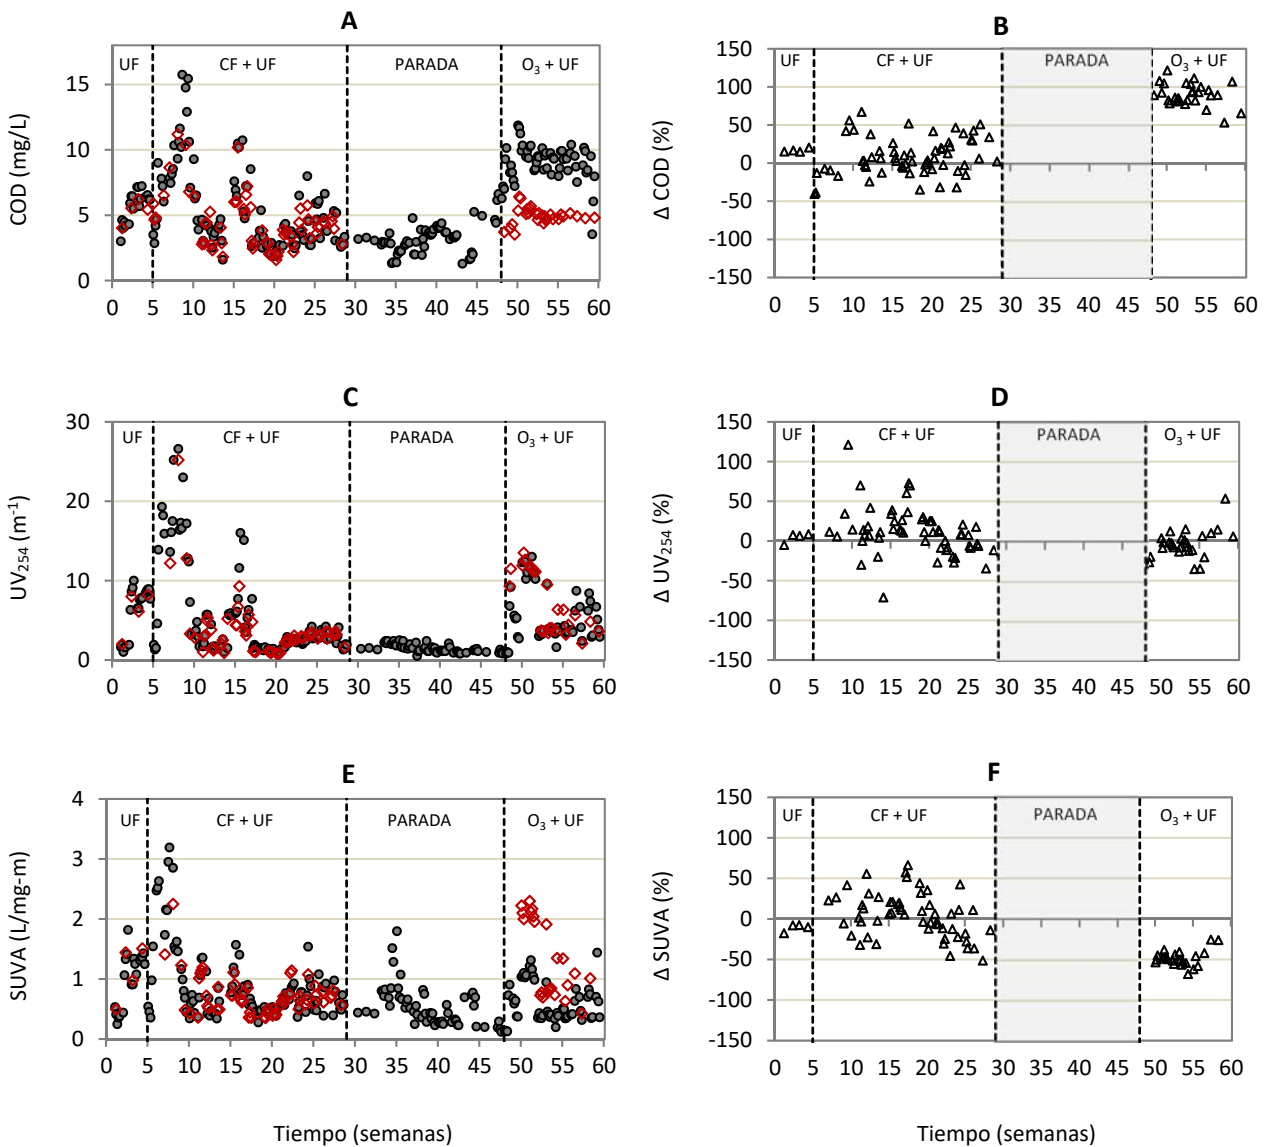 A
UF
CF + UF
PARADA
O₃ + UF
COD (mg/L)
15
10
5
0
0 5 10 15 20 25 30 35 40 45 50 55 60
B
UF
CF + UF
PARADA
O₃ + UF
Δ COD (%)
150
100
50
0
-50
-100
-150
0 5 10 15 20 25 30 35 40 45 50 55 60
C
UF
CF + UF
PARADA
O₃ + UF
UV₂₅₄ (m⁻¹)
30
20
10
0
0 5 10 15 20 25 30 35 40 45 50 55 60
D
UF
CF + UF
PARADA
O₃ + UF
Δ UV₂₅₄ (%)
150
100
50
0
-50
-100
-150
0 5 10 15 20 25 30 35 40 45 50 55 60
E
UF
CF + UF
PARADA
O₃ + UF
SUVA (L/mg-m)
4
3
2
1
0
0 5 10 15 20 25 30 35 40 45 50 55 60
Tiempo (semanas)
F
UF
CF + UF
PARADA
O₃ + UF
Δ SUVA (%)
150
100
50
0
-50
-100
-150
0 5 10 15 20 25 30 35 40 45 50 55 60
Tiempo (semanas)